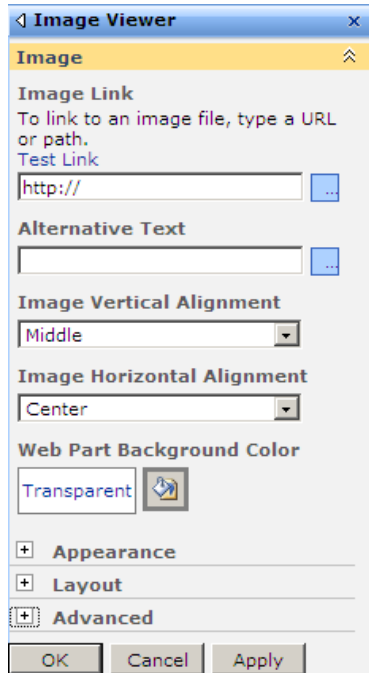 Image Viewer
Image
Image Link
To link to an image file, type a URL
or path.
Test Link
http://
...
Alternative Text
...
Image Vertical Alignment
Middle
Image Horizontal Alignment
Center
Web Part Background Color
Transparent
Appearance
Layout
Advanced
OK Cancel Apply